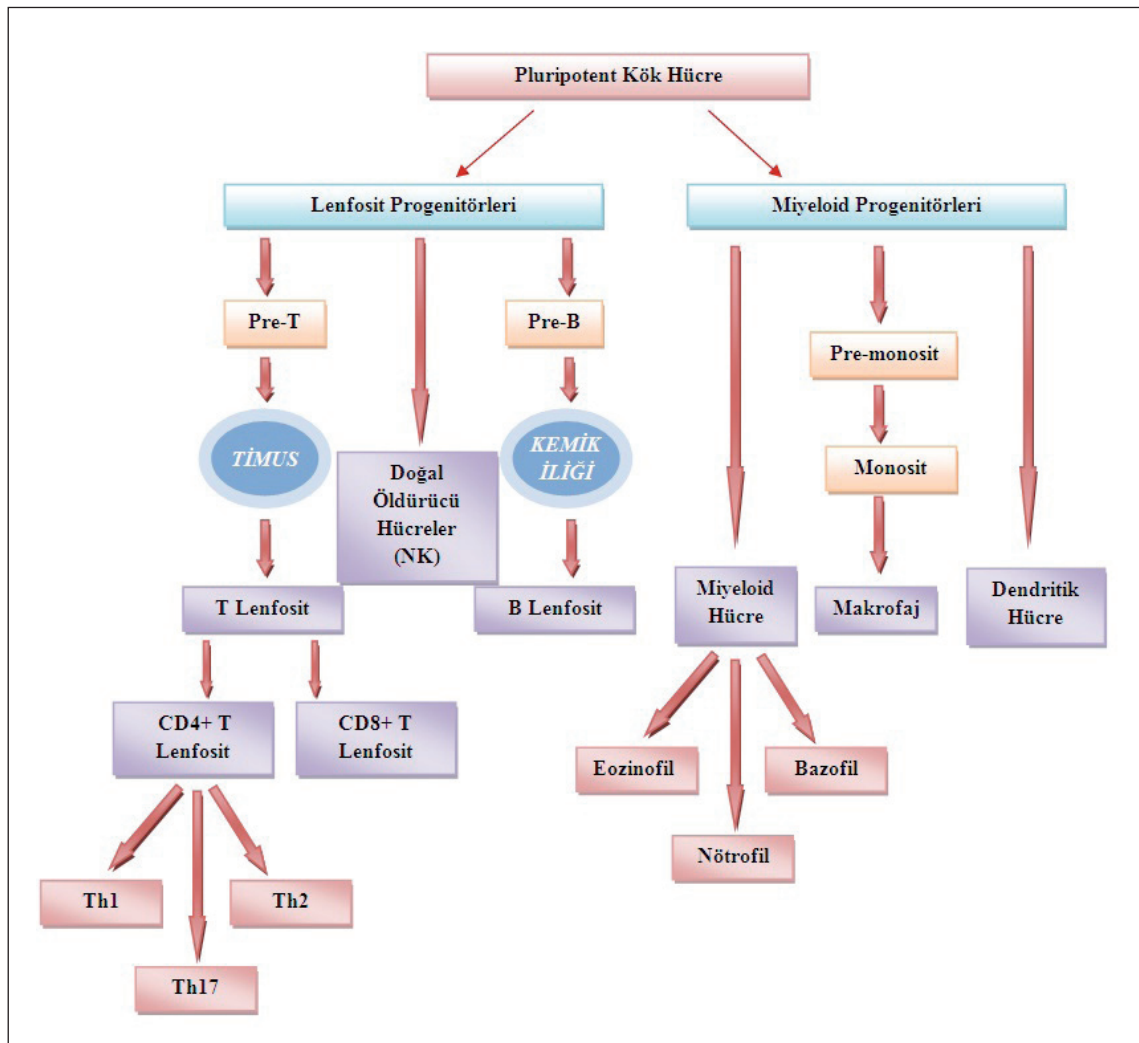 Pluripotent Kök Hücre
Lenfosit Progenitörleri
Miyeloid Progenitörleri
Pre-T
Pre-B
Pre-monosit
TİMUS
KEMİK
İLİĞİ
Monosit
Doğal
Öldürücü
Hücreler
(NK)
T Lenfosit
B Lenfosit
Miyeloid
Hücre
Makrofaj
Dendritik
Hücre
CD4+ T
Lenfosit
CD8+ T
Lenfosit
Eozinofil
Bazofil
Nötrofil
Th1
Th2
Th17